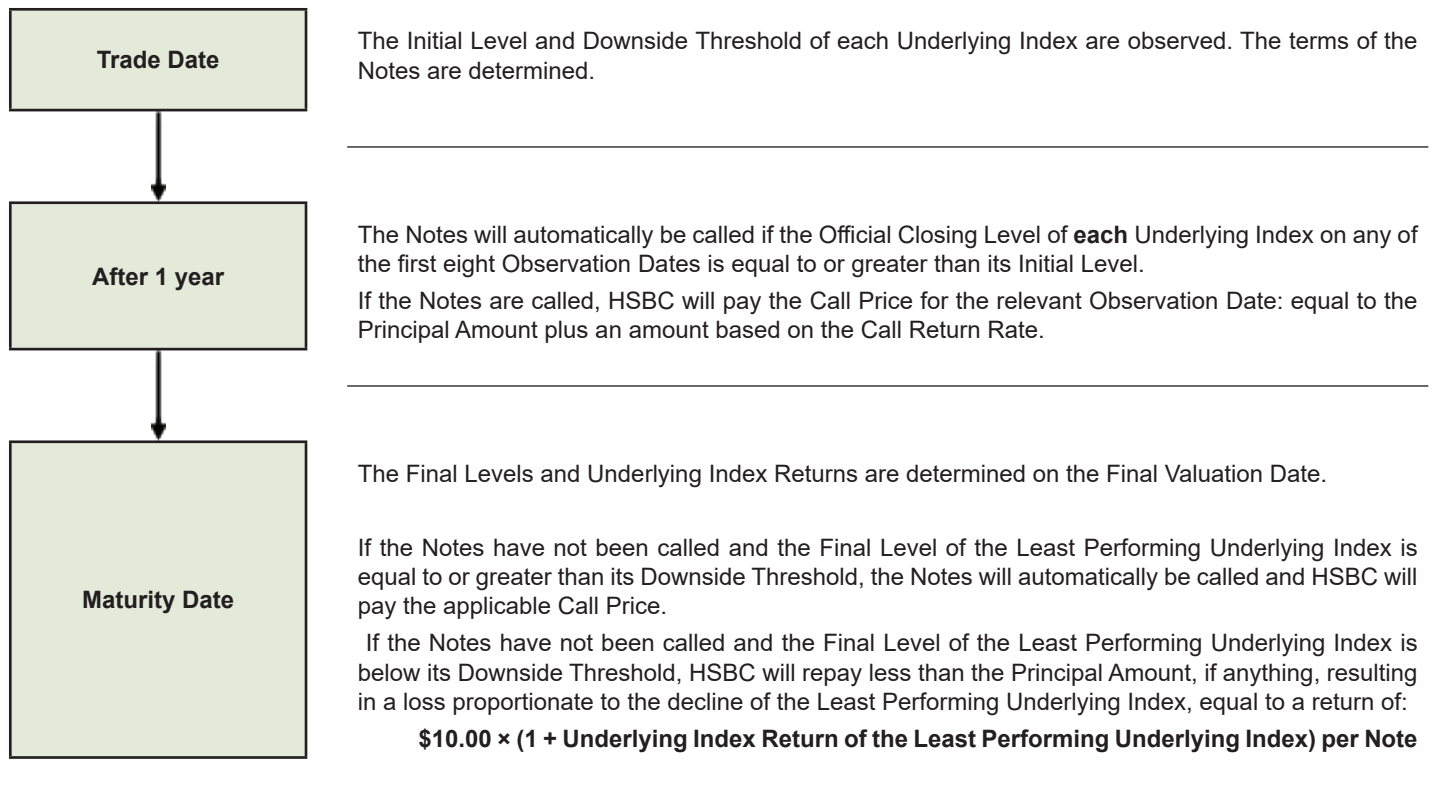 Trade Date
The Initial Level and Downside Threshold of each Underlying Index are observed. The terms of the
Notes are determined.
After 1 year
The Notes will automatically be called if the Official Closing Level of each Underlying Index on any of
the first eight Observation Dates is equal to or greater than its Initial Level.
If the Notes are called, HSBC will pay the Call Price for the relevant Observation Date: equal to the
Principal Amount plus an amount based on the Call Return Rate.
Maturity Date
The Final Levels and Underlying Index Returns are determined on the Final Valuation Date.
If the Notes have not been called and the Final Level of the Least Performing Underlying Index is
equal to or greater than its Downside Threshold, the Notes will automatically be called and HSBC will
pay the applicable Call Price.
If the Notes have not been called and the Final Level of the Least Performing Underlying Index is
below its Downside Threshold, HSBC will repay less than the Principal Amount, if anything, resulting
in a loss proportionate to the decline of the Least Performing Underlying Index, equal to a return of:
$10.00 × (1 + Underlying Index Return of the Least Performing Underlying Index) per Note